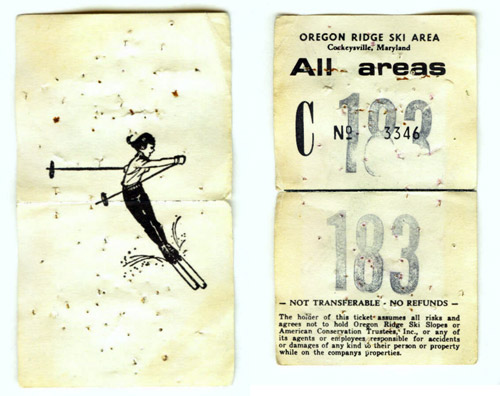 OREGON RIDGE SKI AREA
Cockeysville, Maryland
All areas
C 183
No 3346
183
— NOT TRANSFERABLE - NO REFUNDS —
The holder of this ticket assumes all risks and
agrees not to hold Oregon Ridge Ski Slopes or
American Conservation Trustees, Inc., or any of
its agents or employees responsible for accidents
or damages of any kind to their person or property
while on the companys properties.